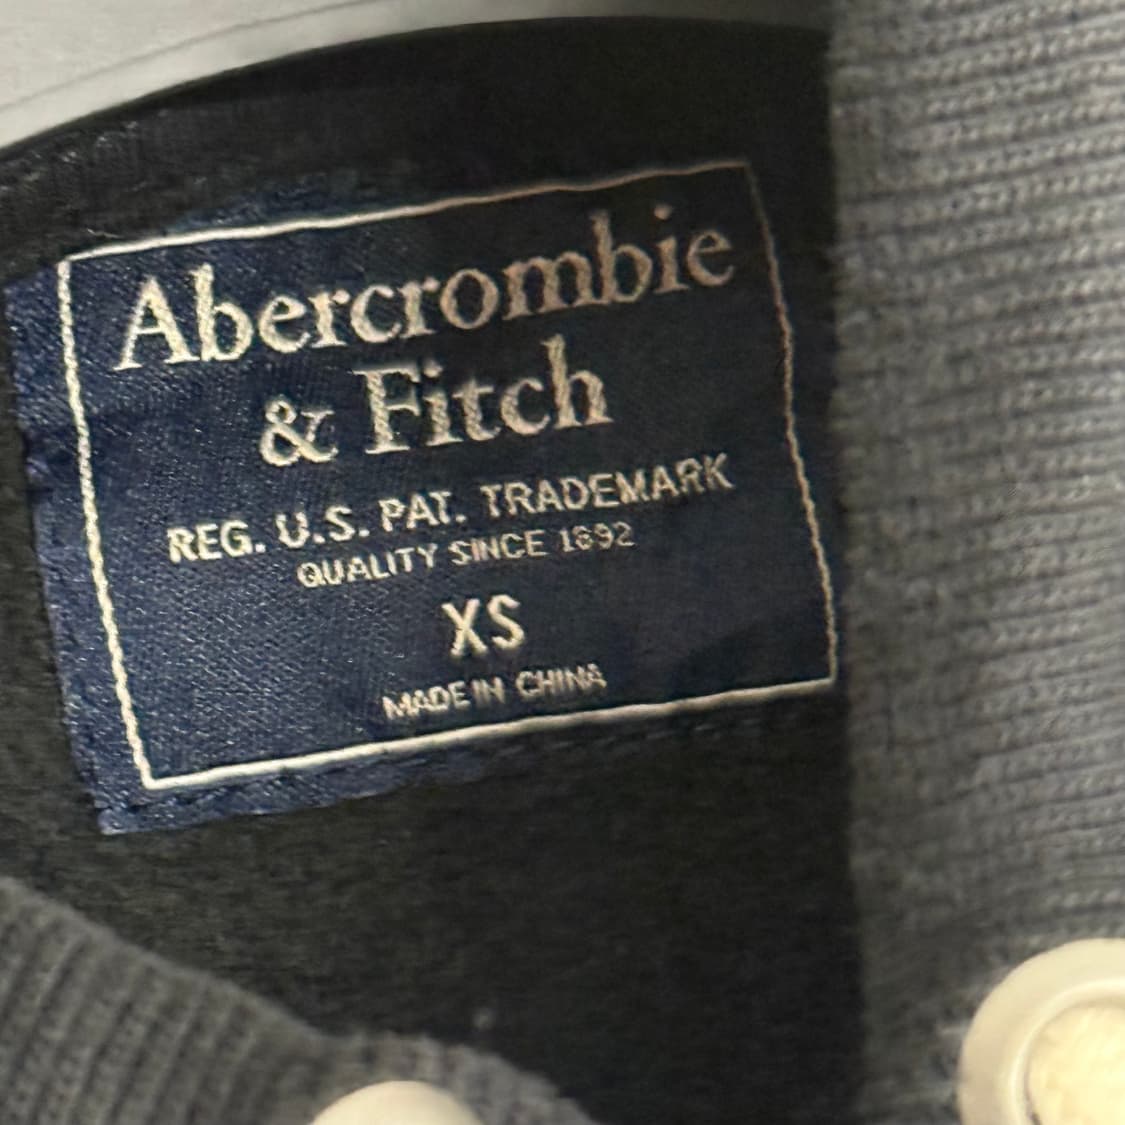 Abercrombie
& Fitch
REG. U.S. PAT. TRADEMARK
QUALITY SINCE 1892
XS
MADE IN CHINA